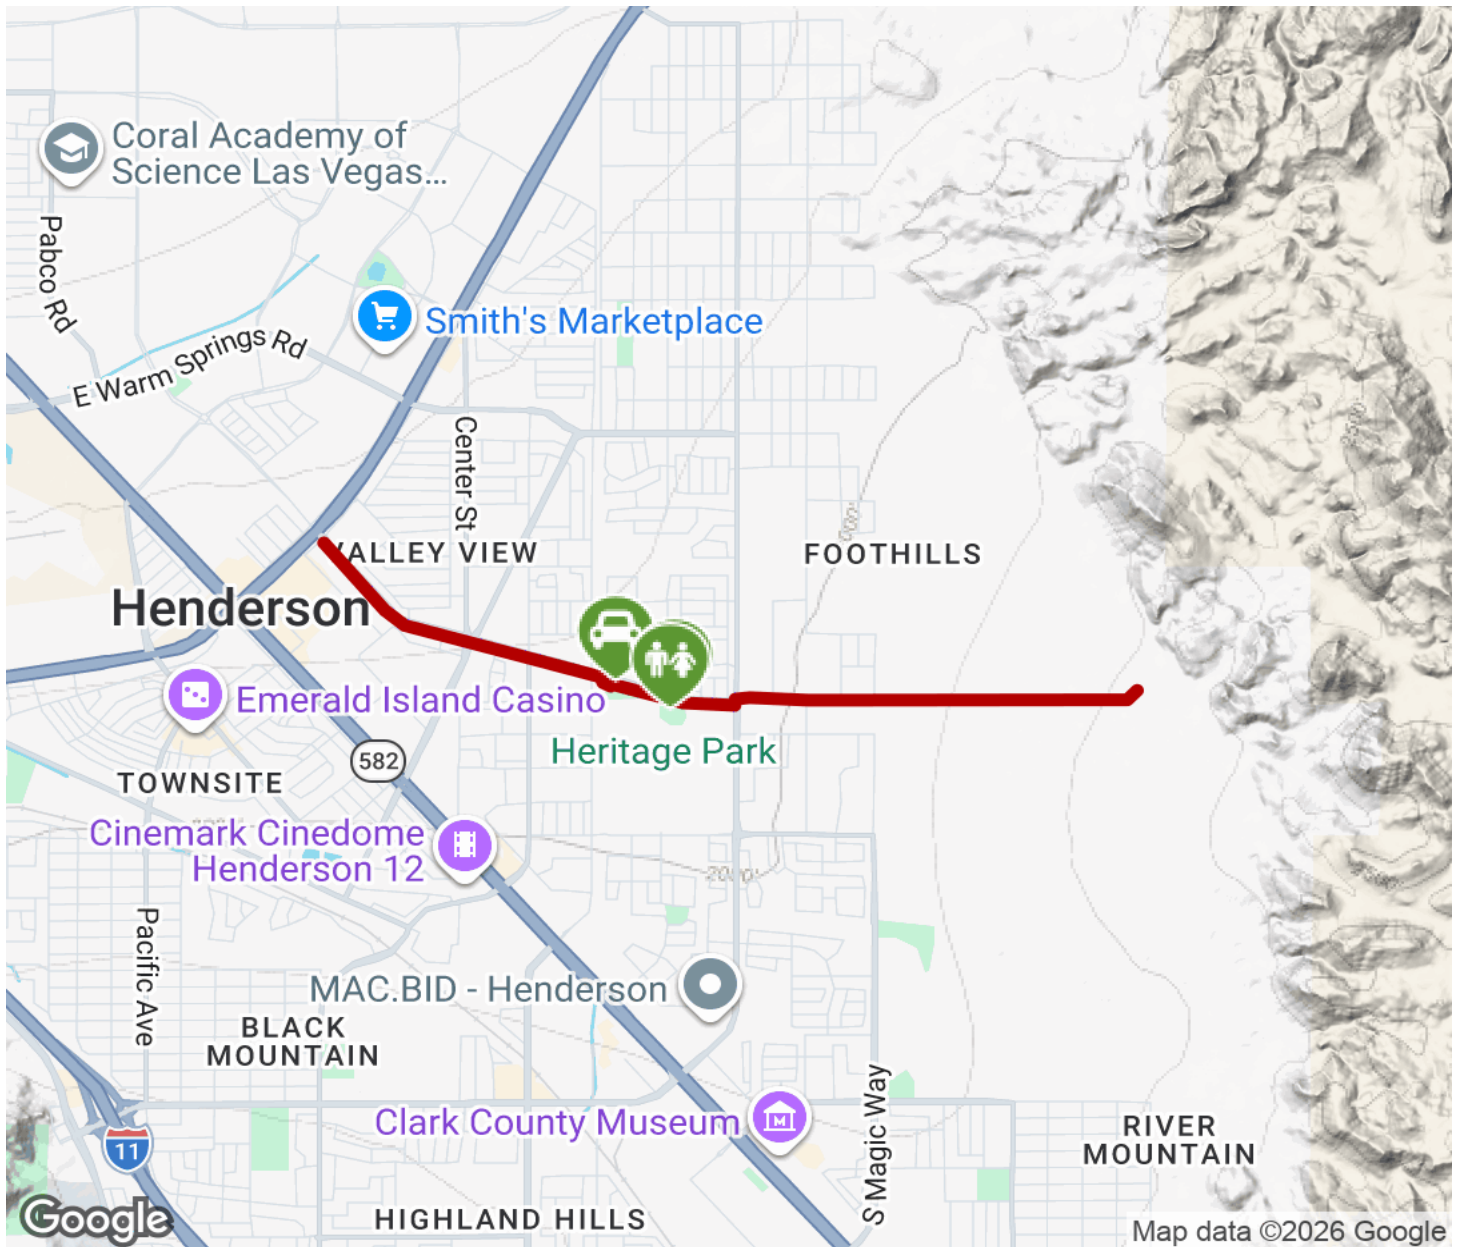 Coral Academy of
Science Las Vegas...
Pabco Rd
Smith's Marketplace
E Warm Springs Rd
Center St
VALLEY VIEW
FOOTHILLS
Henderson
Emerald Island Casino
Heritage Park
582
TOWNSITE
Cinemark Cinedome
Henderson 12
Pacific Ave
MAC.BID - Henderson
BLACK
MOUNTAIN
S Magic Way
Clark County Museum
M
RIVER
MOUNTAIN
11
Google
HIGHLAND HILLS
Map data ©2026 Google